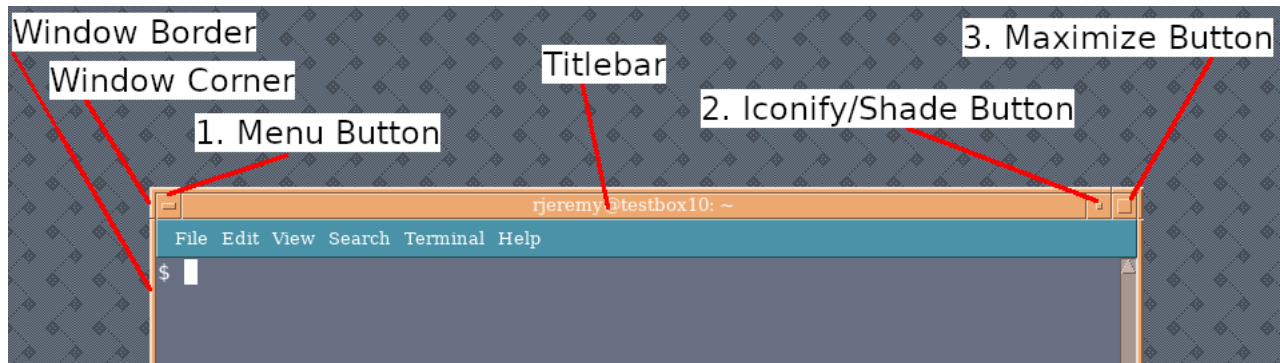 Window Border
3. Maximize Button
Titlebar
Window Corner
2. Iconify/Shade Button
1. Menu Button
rjeremy@testbox10: ~
File Edit View Search Terminal Help
$